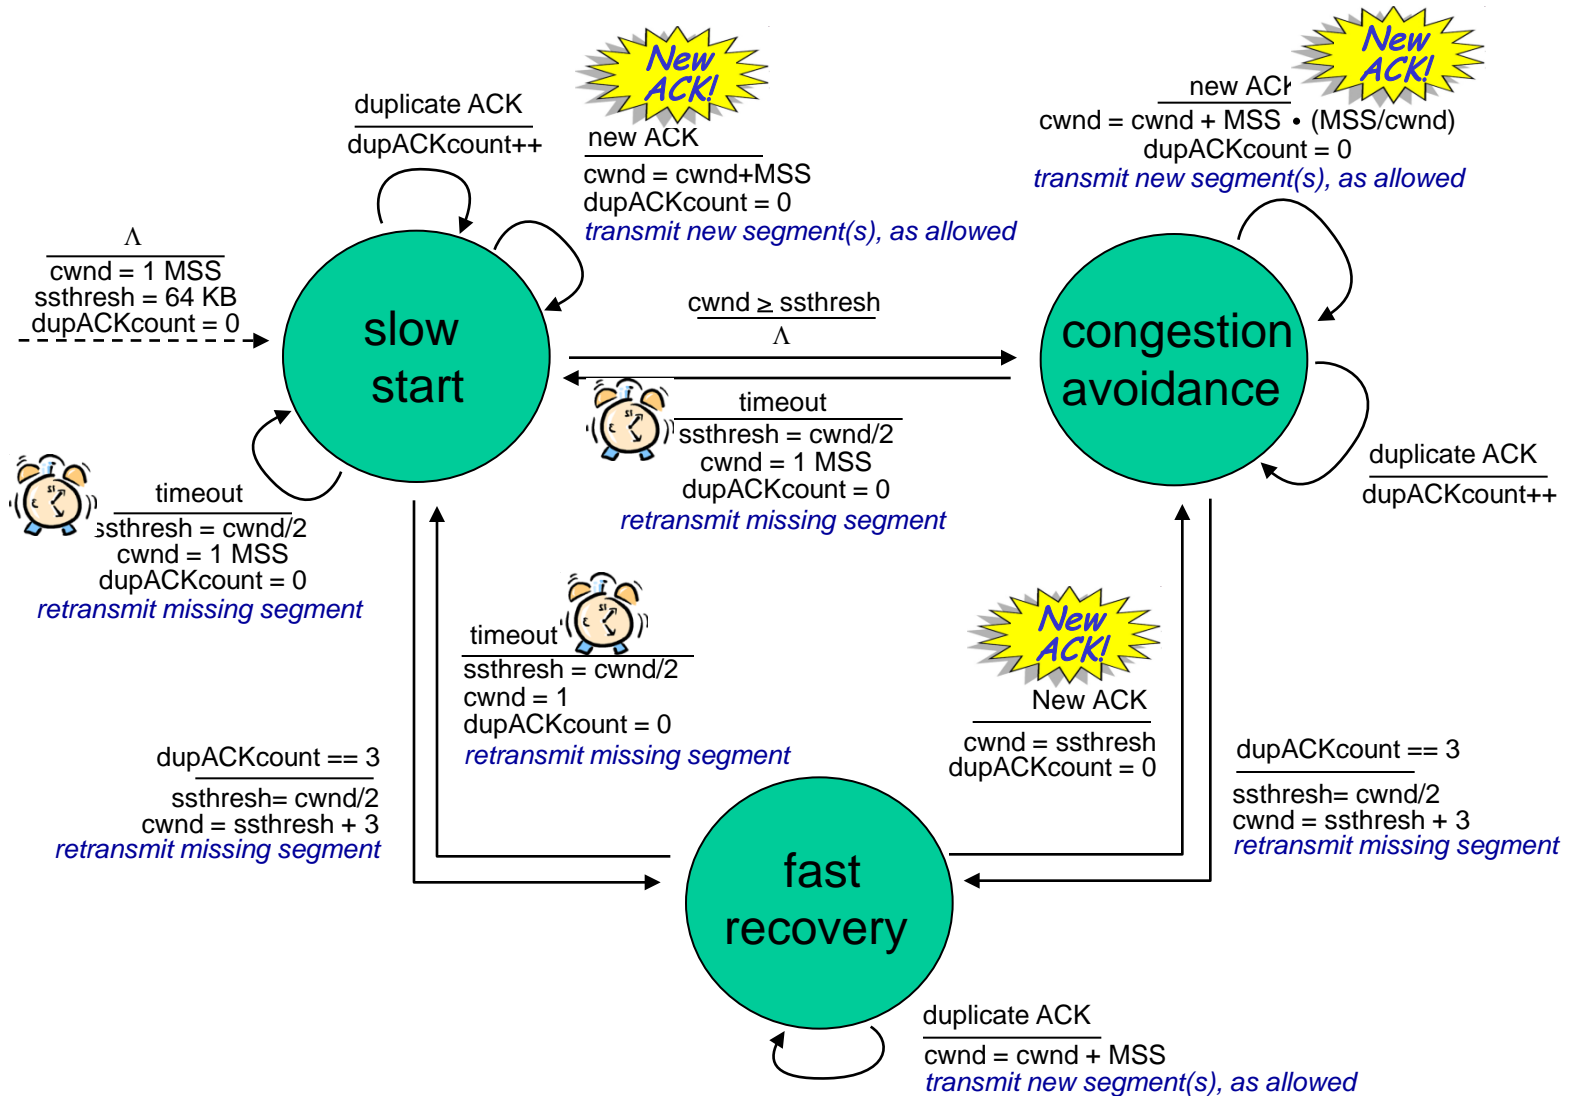 New
ACK!
duplicate ACK
dupACKcount++
new ACK
cwnd = cwnd+MSS
dupACKcount = 0
transmit new segment(s), as allowed
New
ACK!
new ACK
cwnd = cwnd + MSS • (MSS/cwnd)
dupACKcount = 0
transmit new segment(s), as allowed
Λ
cwnd = 1 MSS
ssthresh = 64 KB
dupACKcount = 0
slow
start
cwnd ≥ ssthresh
Λ
congestion
avoidance
timeout
ssthresh = cwnd/2
cwnd = 1 MSS
dupACKcount = 0
retransmit missing segment
duplicate ACK
dupACKcount++
timeout
ssthresh = cwnd/2
cwnd = 1 MSS
dupACKcount = 0
retransmit missing segment
timeout
ssthresh = cwnd/2
cwnd = 1
dupACKcount = 0
retransmit missing segment
New
ACK!
New ACK
cwnd = ssthresh
dupACKcount = 0
dupACKcount == 3
ssthresh= cwnd/2
cwnd = ssthresh + 3
retransmit missing segment
dupACKcount == 3
ssthresh= cwnd/2
cwnd = ssthresh + 3
retransmit missing segment
fast
recovery
duplicate ACK
cwnd = cwnd + MSS
transmit new segment(s), as allowed